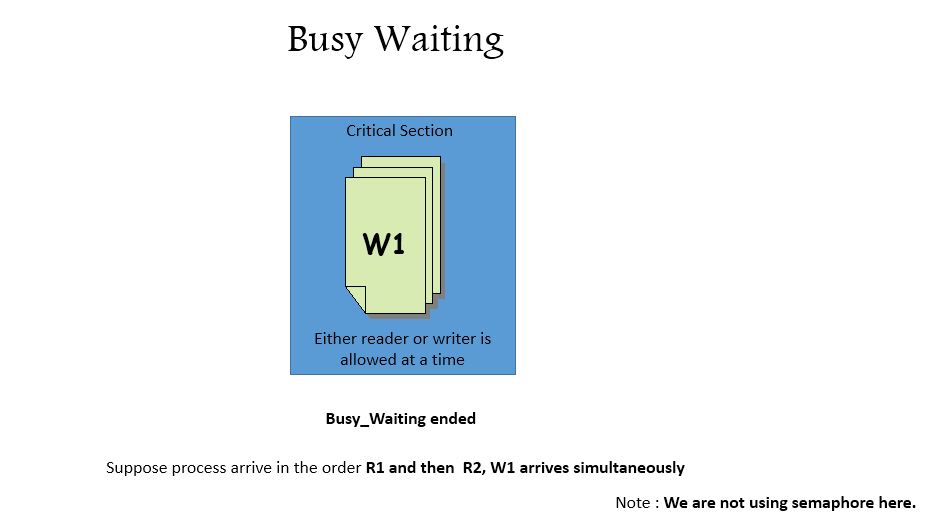 Busy Waiting
Critical Section
W1
Either reader or writer is
allowed at a time
Busy_Waiting ended
Suppose process arrive in the order R1 and then R2, W1 arrives simultaneously
Note : We are not using semaphore here.